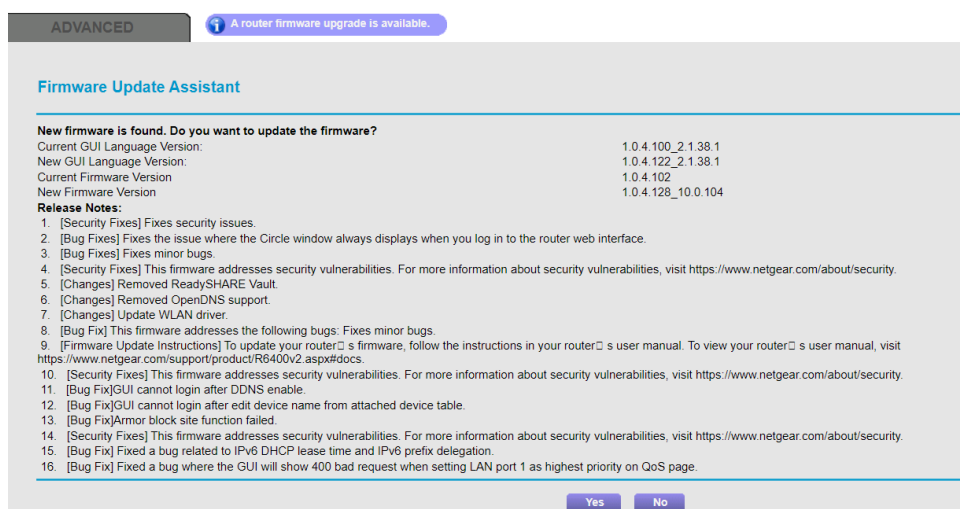 ADVANCED
A router firmware upgrade is available.
Firmware Update Assistant
New firmware is found. Do you want to update the firmware?
Current GUI Language Version: 1.0.4.100_2.1.38.1
New GUI Language Version: 1.0.4.122_2.1.38.1
Current Firmware Version 1.0.4.102
New Firmware Version 1.0.4.128_10.0.104
Release Notes:
1. [Security Fixes] Fixes security issues.
2. [Bug Fixes] Fixes the issue where the Circle window always displays when you log in to the router web interface.
3. [Bug Fixes] Fixes minor bugs.
4. [Security Fixes] This firmware addresses security vulnerabilities. For more information about security vulnerabilities, visit https://www.netgear.com/about/security.
5. [Changes] Removed ReadySHARE Vault.
6. [Changes] Removed OpenDNS support.
7. [Changes] Update WLAN driver.
8. [Bug Fix] This firmware addresses the following bugs: Fixes minor bugs.
9. [Firmware Update Instructions] To update your router□ s firmware, follow the instructions in your router□ s user manual. To view your router□ s user manual, visit
https://www.netgear.com/support/product/R6400v2.aspx#docs.
10. [Security Fixes] This firmware addresses security vulnerabilities. For more information about security vulnerabilities, visit https://www.netgear.com/about/security.
11. [Bug Fix]GUI cannot login after DDNS enable.
12. [Bug Fix]GUI cannot login after edit device name from attached device table.
13. [Bug Fix]Armor block site function failed.
14. [Security Fixes] This firmware addresses security vulnerabilities. For more information about security vulnerabilities, visit https://www.netgear.com/about/security.
15. [Bug Fix] Fixed a bug related to IPv6 DHCP lease time and IPv6 prefix delegation.
16. [Bug Fix] Fixed a bug where the GUI will show 400 bad request when setting LAN port 1 as highest priority on QoS page.
Yes No